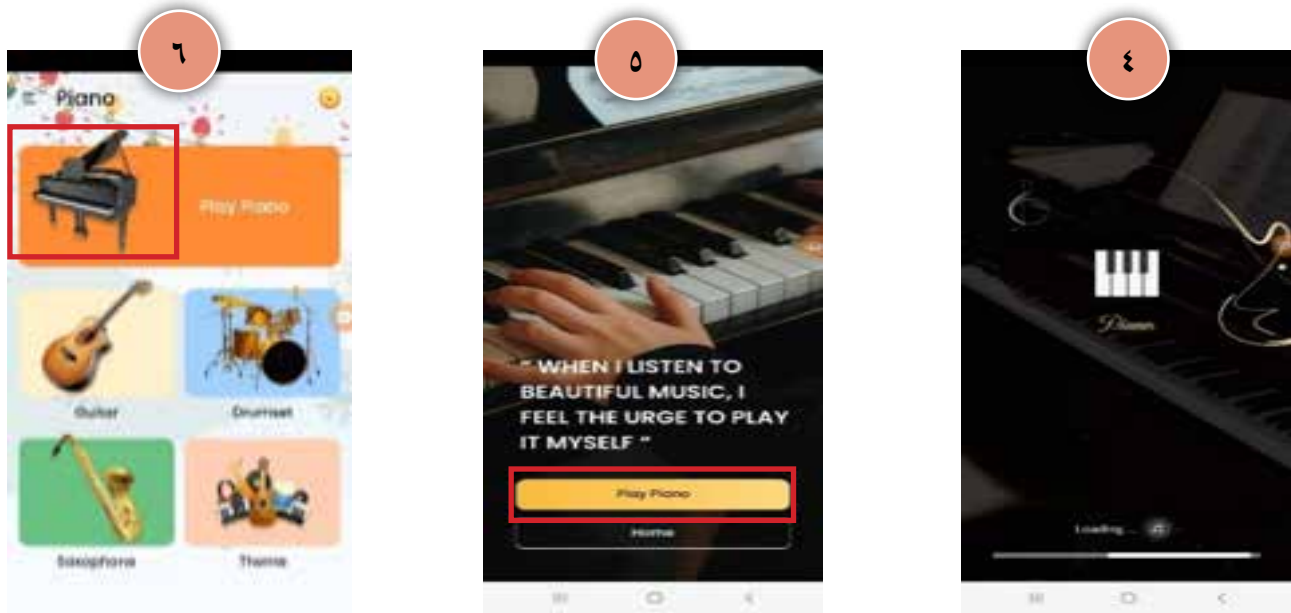 ٤
Piano
Loading...
٥
" WHEN I LISTEN TO
BEAUTIFUL MUSIC, I
FEEL THE URGE TO PLAY
IT MYSELF "
Play Piano
Home
٦
Piano
Play Piano
Guitar
Drumset
Saxophone
Theme